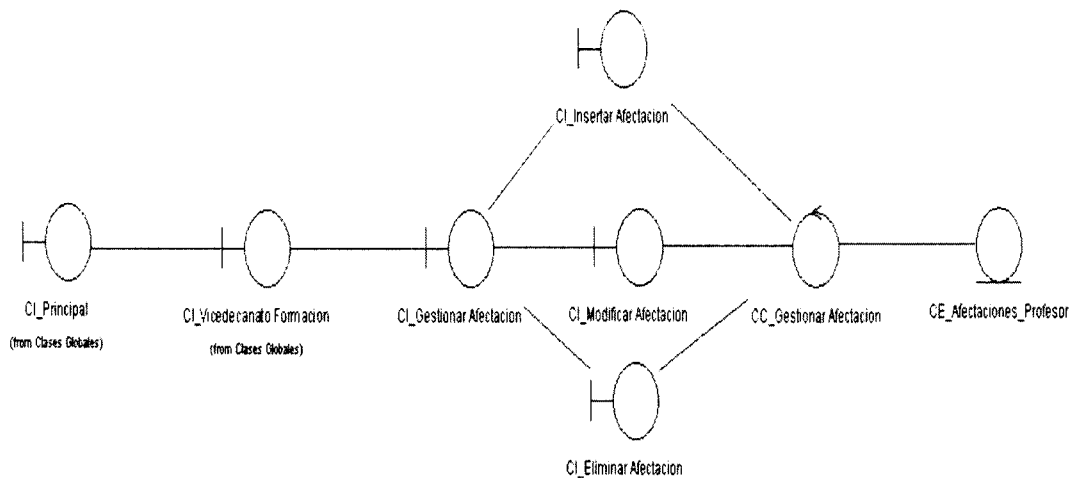 CI_Insertar Afectacion
CI_Principal
(from Clases Globales)
CI_Vicedecanato Formacion
(from Clases Globales)
CI_Gestionar Afectacion
CI_Modificar Afectacion
CC_Gestionar Afectacion
CE_Afectaciones_Profesor
CI_Eliminar Afectacion